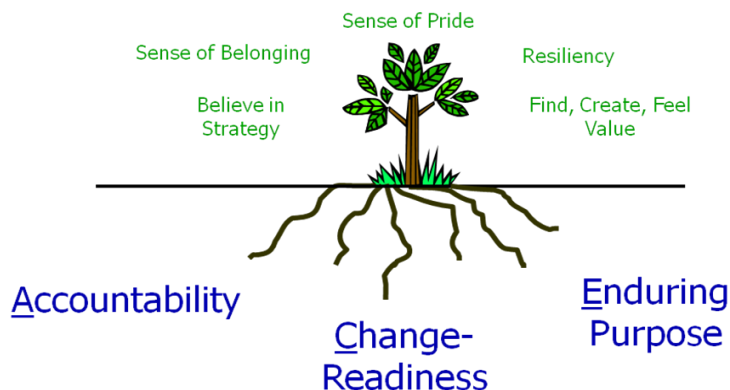 Sense of Pride
Sense of Belonging
Resiliency
Believe in
Strategy
Find, Create, Feel
Value
Accountability
Change-
Readiness
Enduring
Purpose